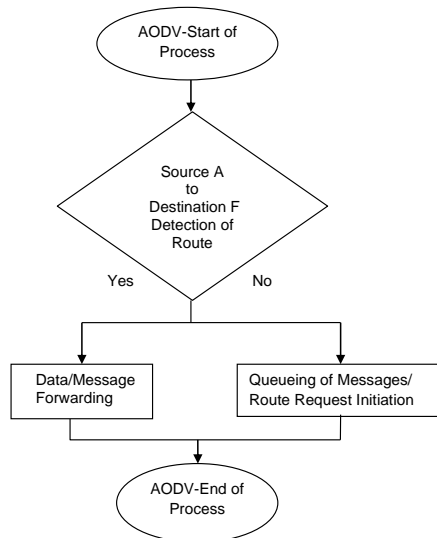 AODV-Start of
Process
Source A
to
Destination F
Detection of
Route
Yes
No
Data/Message
Forwarding
Queueing of Messages/
Route Request Initiation
AODV-End of
Process